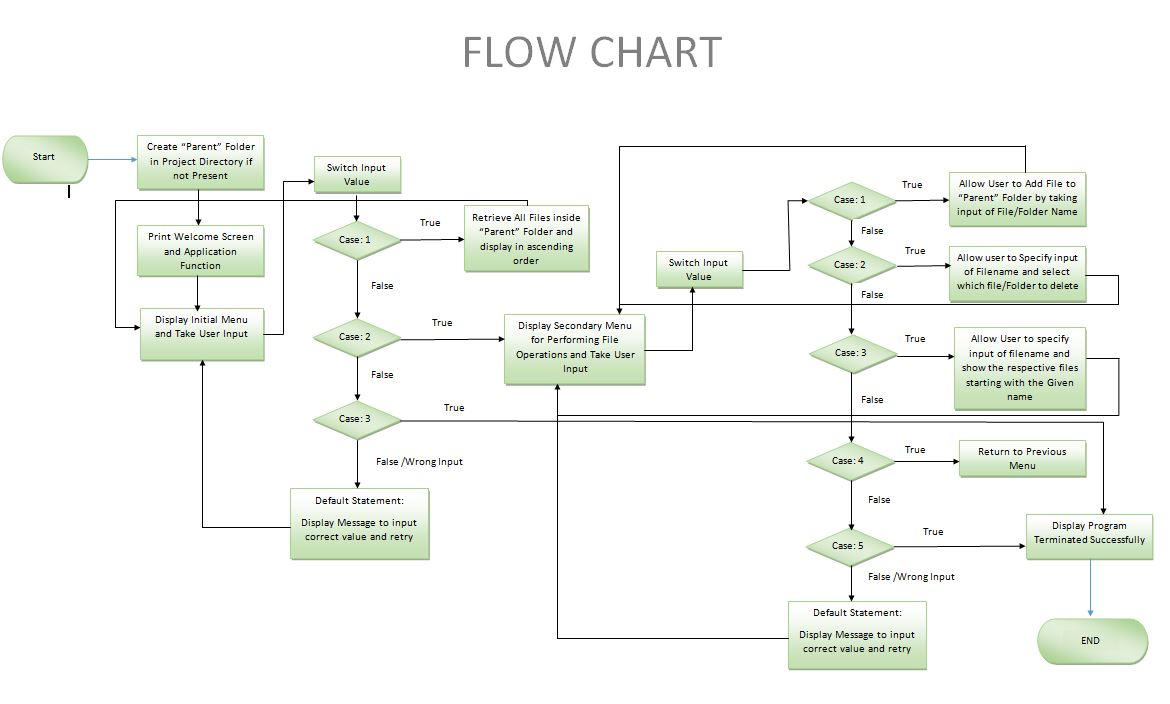 FLOW CHART
Start
Create “Parent” Folder
in Project Directory if
not Present
Print Welcome Screen
and Application
Function
Display Initial Menu
and Take User Input
Switch Input
Value
Case: 1
True
Retrieve All Files inside
“Parent” Folder and
display in ascending
order
False
Case: 2
True
Display Secondary Menu
for Performing File
Operations and Take User
Input
False
Case: 3
True
False /Wrong Input
Default Statement:
Display Message to input
correct value and retry
Switch Input
Value
Case: 1
True
Allow User to Add File to
“Parent” Folder by taking
input of File/Folder Name
False
Case: 2
True
Allow user to Specify input
of Filename and select
which file/Folder to delete
False
Case: 3
True
Allow User to specify
input of filename and
show the respective files
starting with the Given
name
False
Case: 4
True
Return to Previous
Menu
False
Case: 5
True
Display Program
Terminated Successfully
False /Wrong Input
Default Statement:
Display Message to input
correct value and retry
END